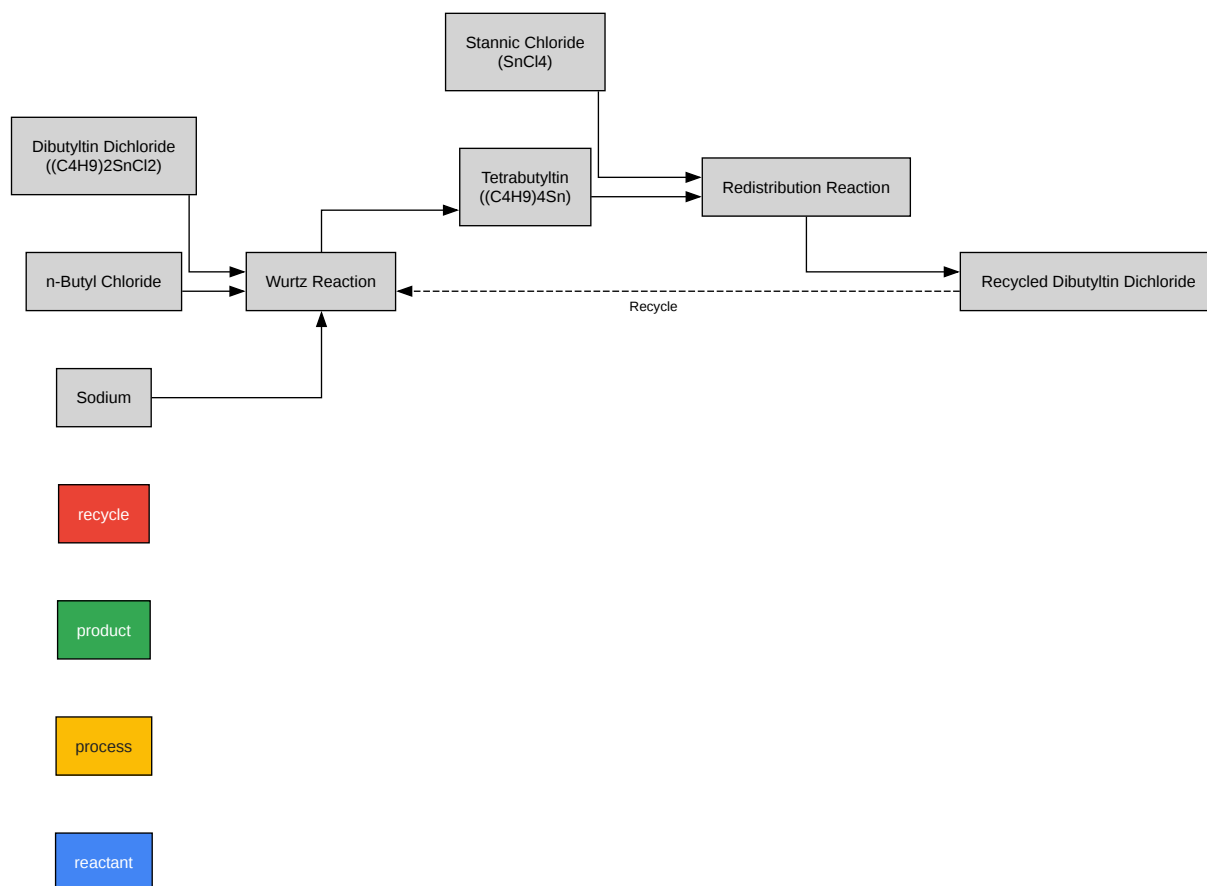 Stannic Chloride
(SnCl4)
Dibutyltin Dichloride
((C4H9)2SnCl2)
Tetrabutyltin
((C4H9)4Sn)
Redistribution Reaction
n-Butyl Chloride
Wurtz Reaction
Recycled Dibutyltin Dichloride
Recycle
Sodium
recycle
product
process
reactant